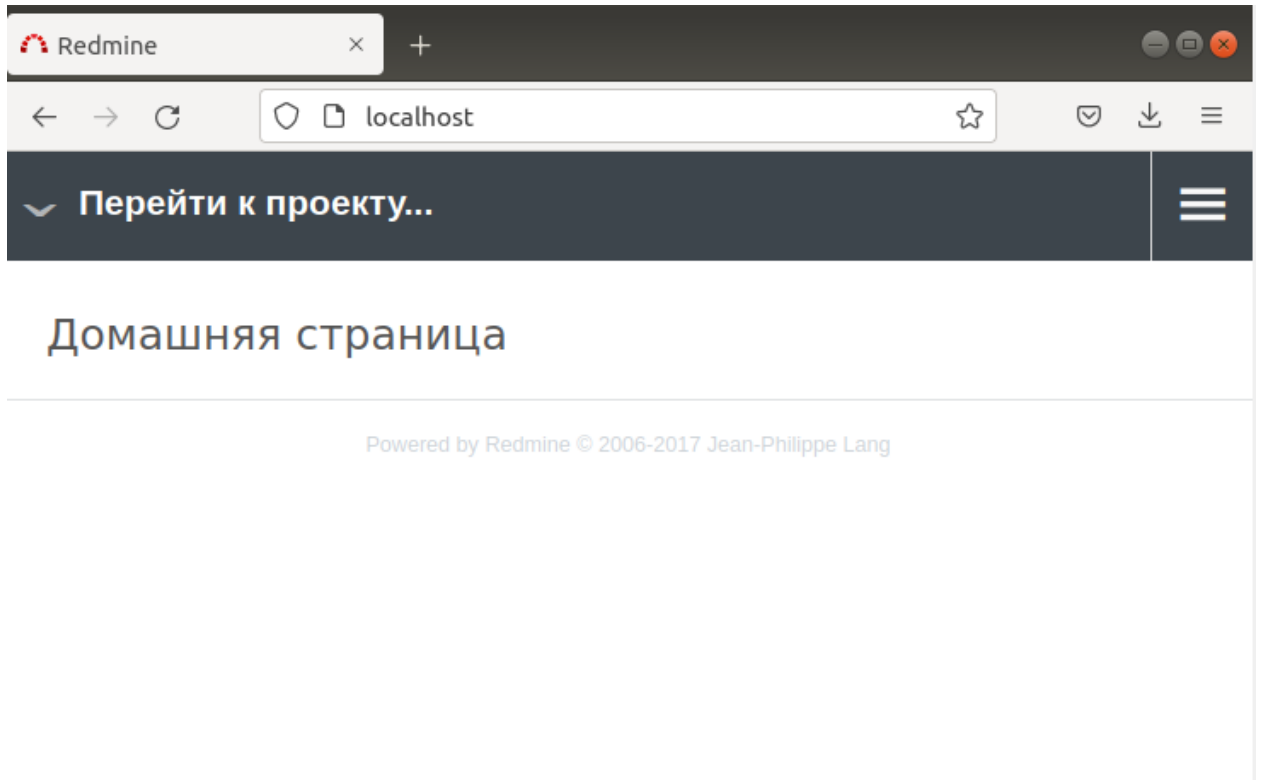 Redmine
localhost
Перейти к проекту...
Домашняя страница
Powered by Redmine © 2006-2017 Jean-Philippe Lang